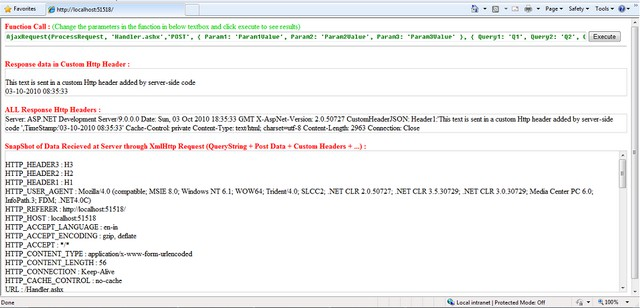 Favorites
http://localhost:51518/
Page
Safety
Tools
Function Call : (Change the parameters in the function in below textbox and click execute to see results)
AjaxRequest(ProcessRequest, 'Handler.ashx','POST', { Param1: 'Param1Value', Param2: 'Param2Value', Param3: 'Param3Value' }, { Query1: 'Q1', Query2: 'Q2', (
Execute
Response data in Custom Http Header :
This text is sent in a custom Http header added by server-side code
03-10-2010 08:35:33
ALL Response Http Headers :
Server: ASP.NET Development Server/9.0.0.0 Date: Sun, 03 Oct 2010 18:35:33 GMT X-AspNet-Version: 2.0.50727 CustomHeaderJSON: Header1:'This text is sent in a custom Http header added by server-side
code ',TimeStamp:'03-10-2010 08:35:33' Cache-Control: private Content-Type: text/html; charset=utf-8 Content-Length: 2963 Connection: Close
SnapShot of Data Recieved at Server through XmlHttp Request (QueryString + Post Data + Custom Headers + ...) :
HTTP_HEADER3 : H3
HTTP_HEADER2 : H2
HTTP_HEADER1 : H1
HTTP_USER_AGENT : Mozilla/4.0 (compatible; MSIE 8.0; Windows NT 6.1; WOW64; Trident/4.0; SLCC2; .NET CLR 2.0.50727; .NET CLR 3.5.30729; .NET CLR 3.0.30729; Media Center PC 6.0;
InfoPath.3; FDM; .NET4.0C)
HTTP_REFERER : http://localhost:51518/
HTTP_HOST : localhost:51518
HTTP_ACCEPT_LANGUAGE : en-in
HTTP_ACCEPT_ENCODING : gzip, deflate
HTTP_ACCEPT : */*
HTTP_CONTENT_TYPE : application/x-www-form-urlencoded
HTTP_CONTENT_LENGTH : 56
HTTP_CONNECTION : Keep-Alive
HTTP_CACHE_CONTROL : no-cache
URL : /Handler.ashx
Done
Local intranet | Protected Mode: Off
100%